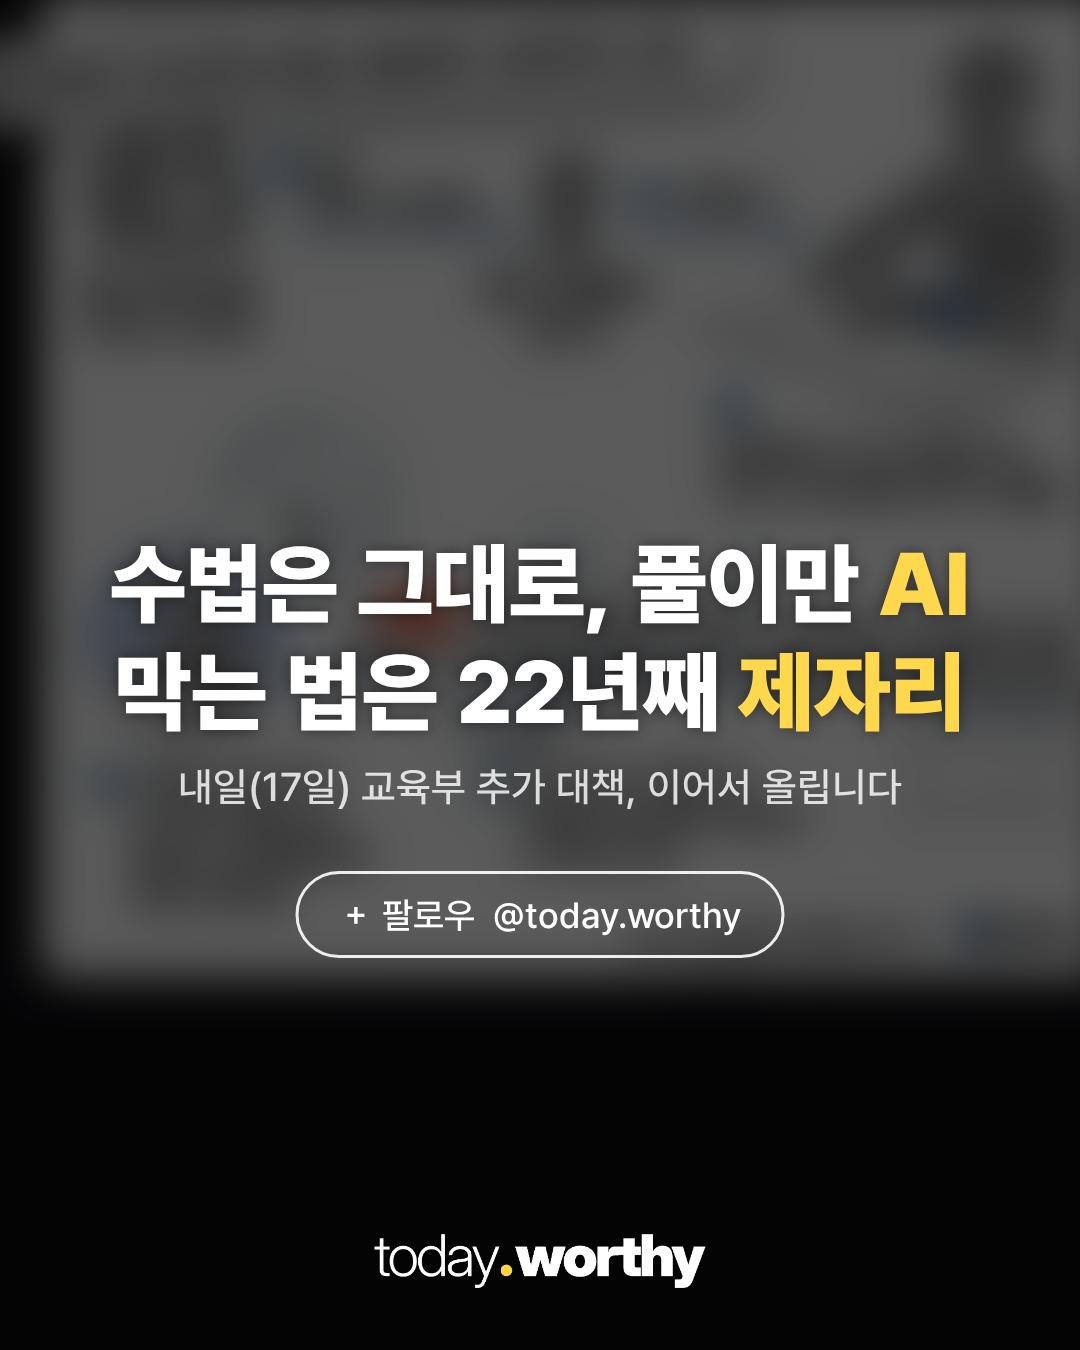 수법은 그대로, 풀이만 AI
막는 법은 22년째 제자리
내일(17일) 교육부 추가 대책, 이어서 올립니다
+ 팔로우 @today.worthy
today.worthy